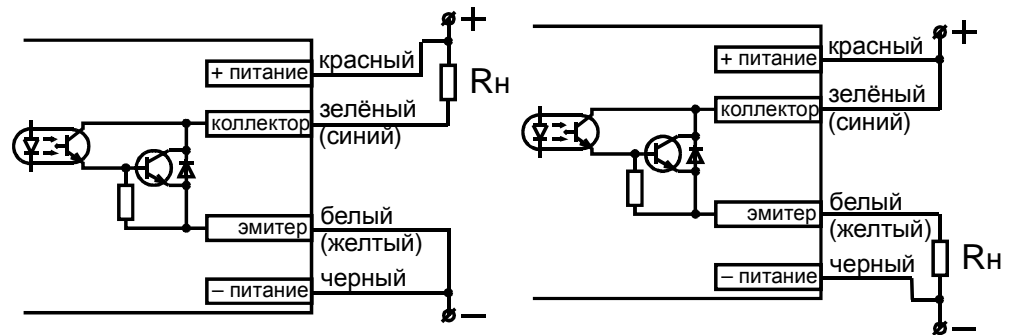 +
+ питание
красный
Rн
коллектор
зелёный
(синий)
эмитер
белый
(желтый)
– питание
черный
–
+
+ питание
красный
коллектор
зелёный
(синий)
эмитер
белый
(желтый)
Rн
– питание
черный
–